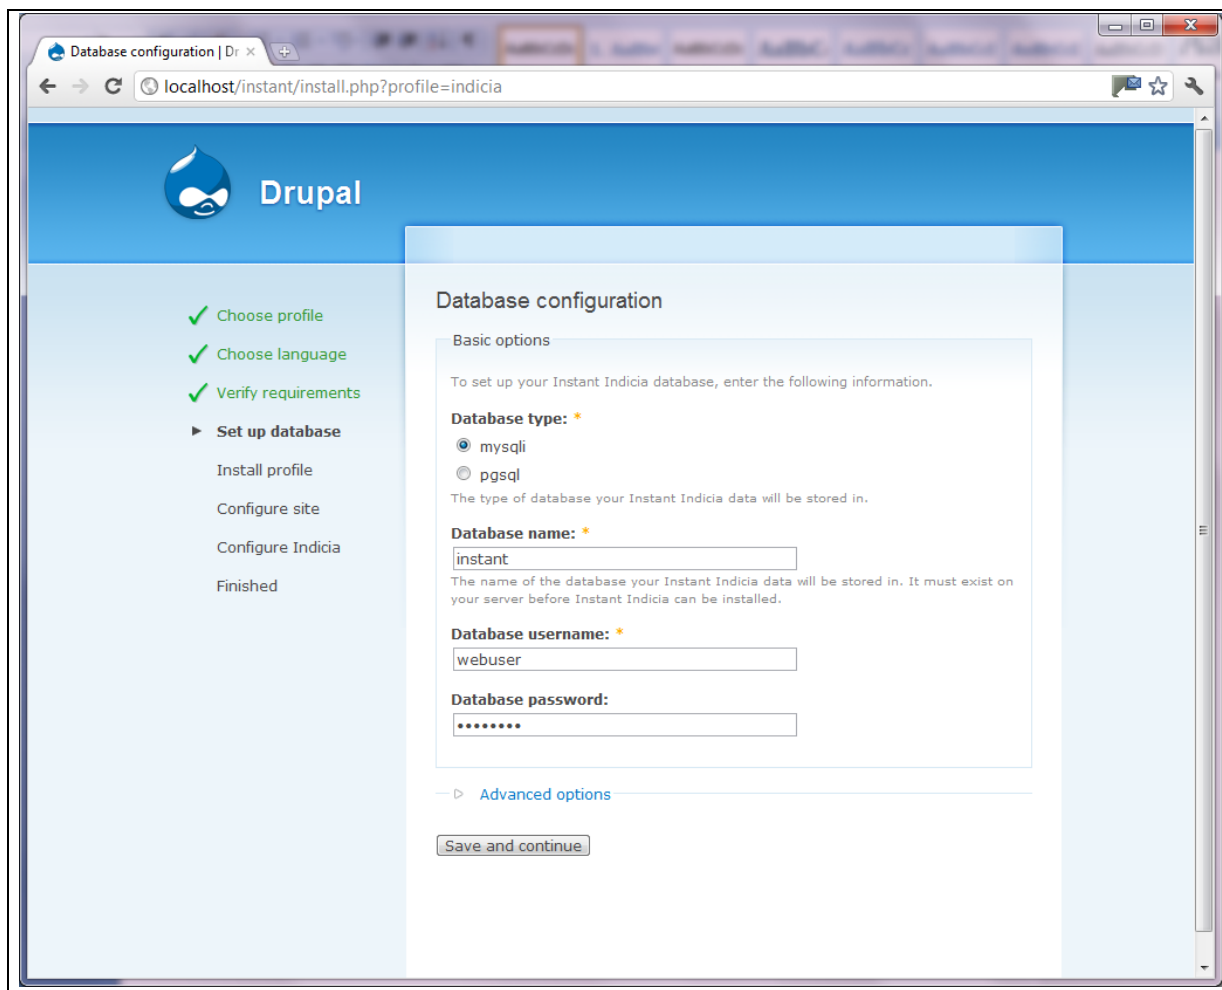 Database configuration | Dr
localhost/instant/install.php?profile=indicia
Drupal
Choose profile
Choose language
Verify requirements
Set up database
Install profile
Configure site
Configure Indicia
Finished
Database configuration
Basic options
To set up your Instant Indicia database, enter the following information.
Database type: *
mysqli
pgsql
The type of database your Instant Indicia data will be stored in.
Database name: *
instant
The name of the database your Instant Indicia data will be stored in. It must exist on
your server before Instant Indicia can be installed.
Database username: *
webuser
Database password:
••••••••
Advanced options
Save and continue